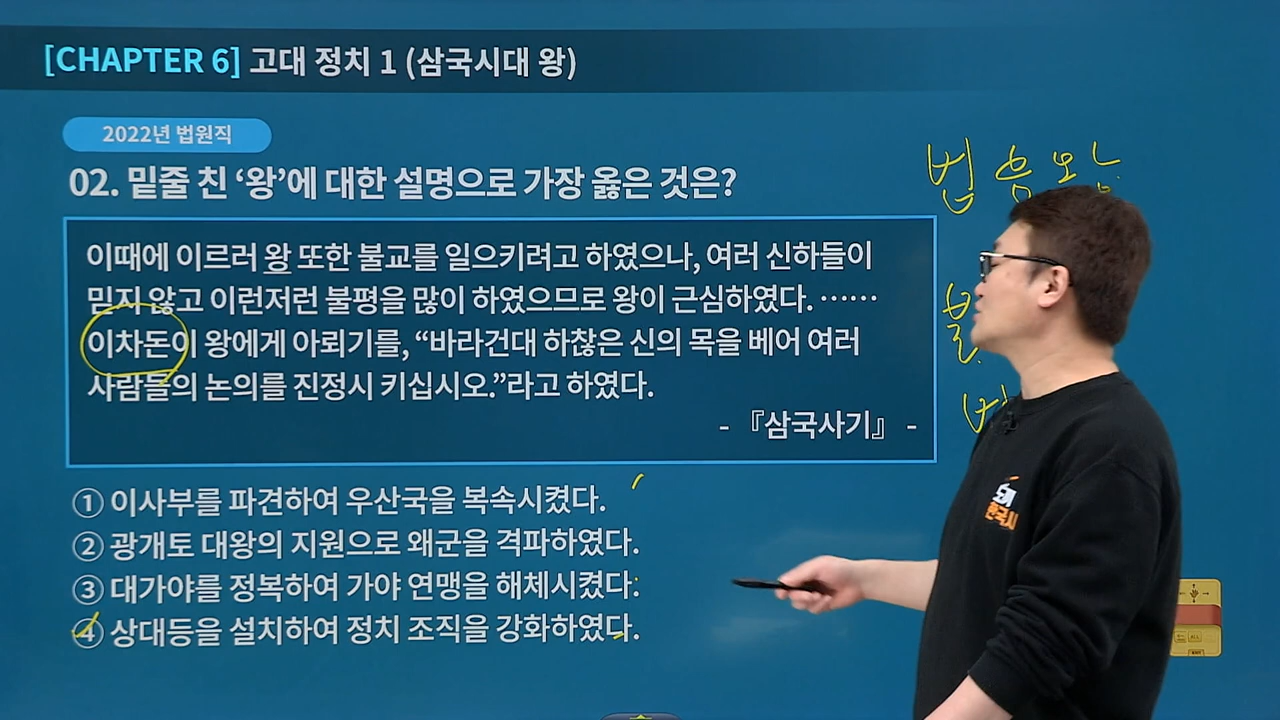 [CHAPTER 6] 고대 정치 1 (삼국시대 왕)
2022년 법원직
02. 밑줄 친 ‘왕’에 대한 설명으로 가장 옳은 것은?
이때에 이르러 왕 또한 불교를 일으키려고 하였으나, 여러 신하들이
믿지 않고 이런저런 불평을 많이 하였으므로 왕이 근심하였다. ……
이차돈이 왕에게 아뢰기를, “바라건대 하찮은 신의 목을 베어 여러
사람들의 논의를 진정시 키십시오.”라고 하였다.
- 『삼국사기』 -
① 이사부를 파견하여 우산국을 복속시켰다.
② 광개토 대왕의 지원으로 왜군을 격파하였다.
③ 대가야를 정복하여 가야 연맹을 해체시켰다.
④ 상대등을 설치하여 정치 조직을 강화하였다.
법흥왕
불
한국사